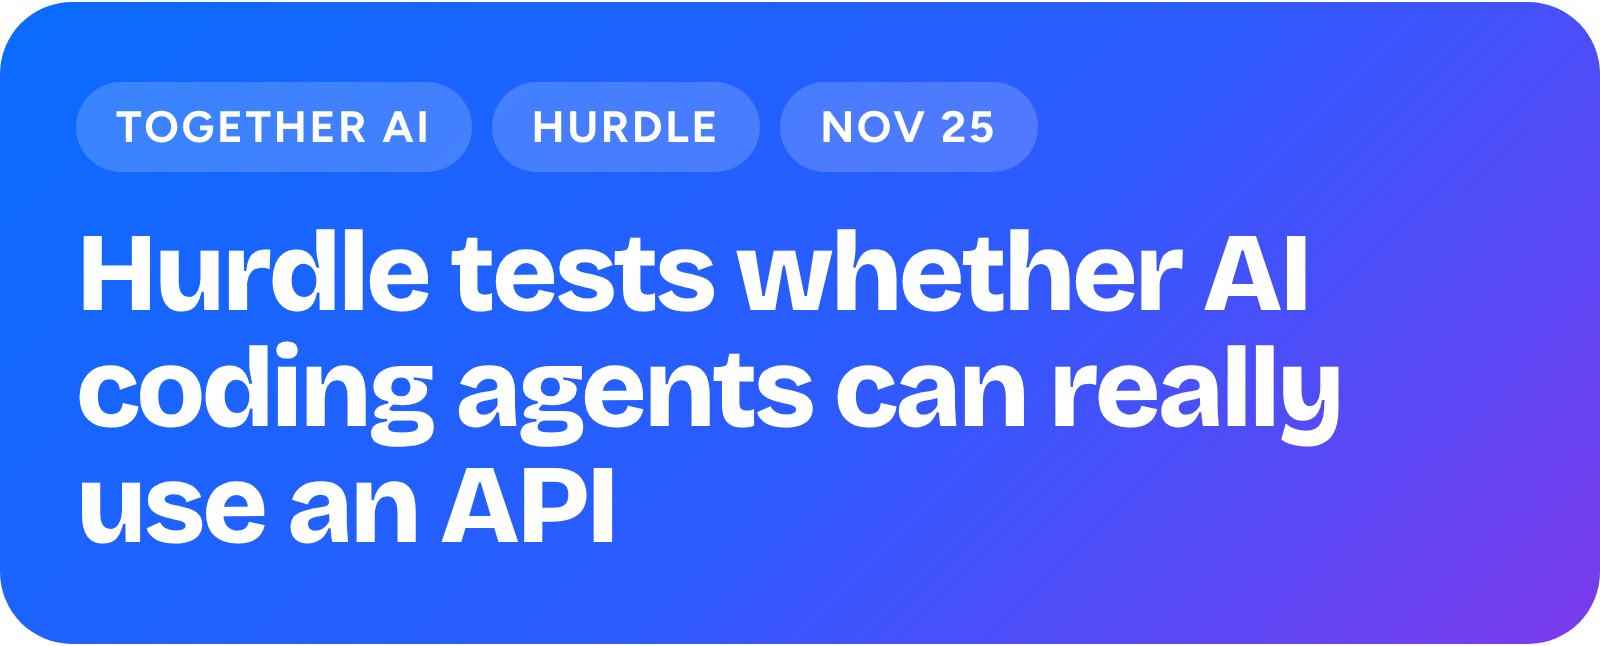 TOGETHER AI HURDLE NOV 25
Hurdle tests whether AI
coding agents can really
use an API